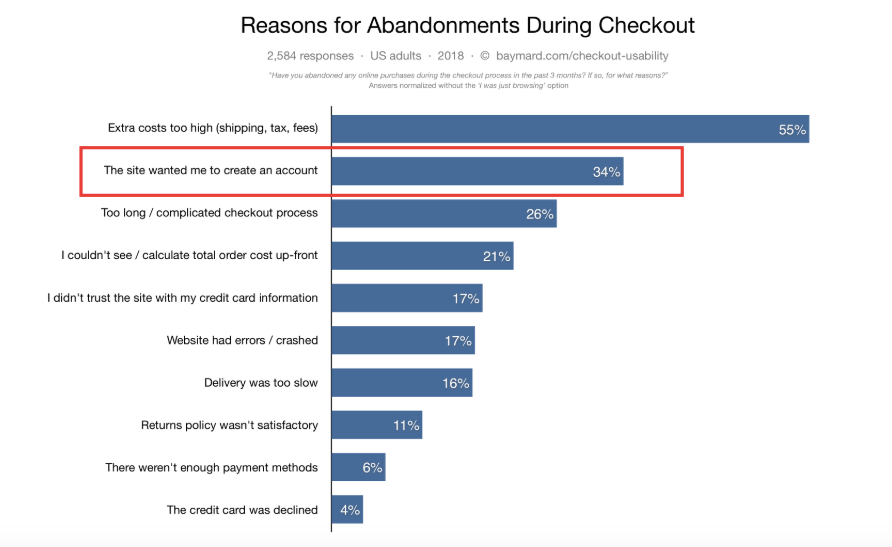 Reasons for Abandonments During Checkout
2,584 responses · US adults · 2018 · © baymard.com/checkout-usability
"Have you abandoned any online purchases during the checkout process in the past 3 months? If so, for what reasons?"
Answers normalized without the 'I was just browsing' option
Extra costs too high (shipping, tax, fees) 55%
The site wanted me to create an account 34%
Too long / complicated checkout process 26%
I couldn't see / calculate total order cost up-front 21%
I didn't trust the site with my credit card information 17%
Website had errors / crashed 17%
Delivery was too slow 16%
Returns policy wasn't satisfactory 11%
There weren't enough payment methods 6%
The credit card was declined 4%